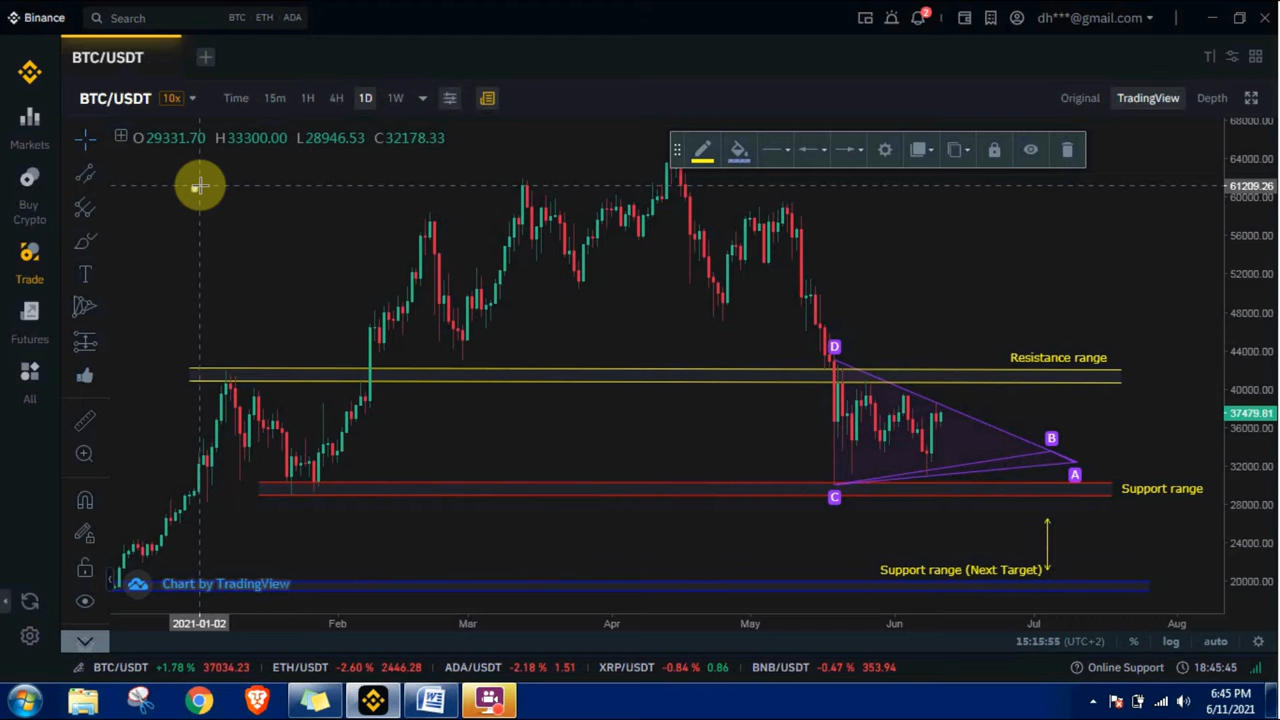 Binance
Search
BTC ETH ADA
2
dh***@gmail.com
BTC/USDT
BTC/USDT 10x
Time 15m 1H 4H 1D 1W
Original TradingView Depth
O29331.70 H33300.00 L28946.53 C32178.33
Markets
Buy
Crypto
Trade
Futures
All
T
68000.00
64000.00
61209.26
60000.00
56000.00
52000.00
48000.00
44000.00
40000.00
37479.81
36000.00
32000.00
28000.00
24000.00
20000.00
D
Resistance range
B
A
C
Support range
Support range (Next Target)
Chart by TradingView
2021-01-02 Feb Mar Apr May Jun Jul Aug
15:15:55 (UTC+2) % log auto
BTC/USDT +1.78 % 37034.23 ETH/USDT -2.60 % 2446.28 ADA/USDT -2.18 % 1.51 XRP/USDT -0.84 % 0.86 BNB/USDT -0.47 % 353.94
Online Support 18:45:45
6:45 PM
6/11/2021